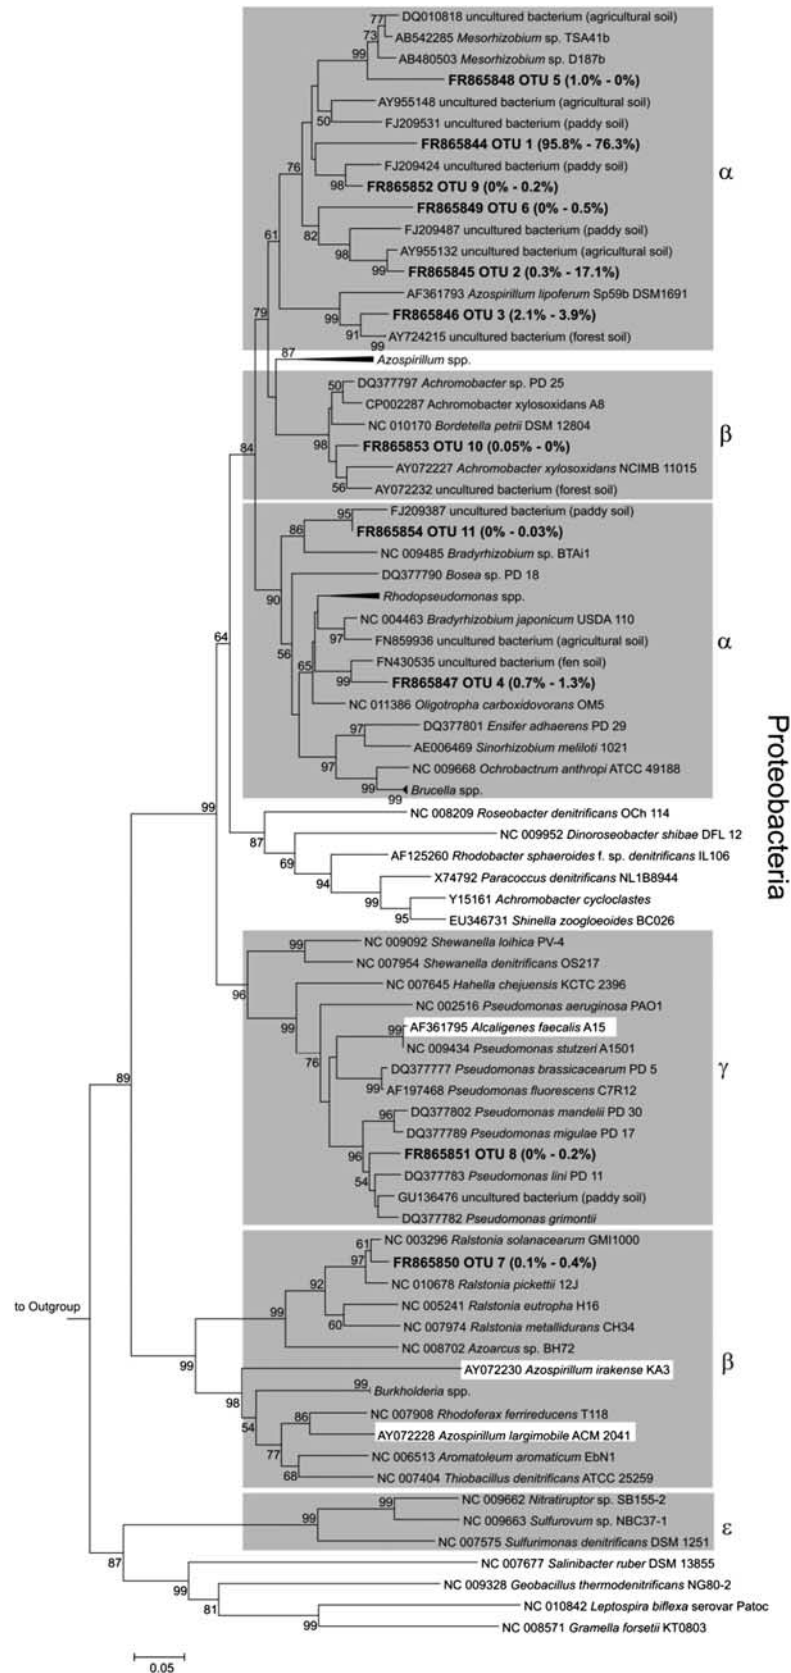 77
DQ010818 uncultured bacterium (agricultural soil)
73
AB542285 Mesorhizobium sp. TSA41b
99
AB480503 Mesorhizobium sp. D187b
FR865848 OTU 5 (1.0% - 0%)
AY955148 uncultured bacterium (agricultural soil)
50
FJ209531 uncultured bacterium (paddy soil)
FR865844 OTU 1 (95.8% - 76.3%)
76
FJ209424 uncultured bacterium (paddy soil)
α
98
FR865852 OTU 9 (0% - 0.2%)
FR865849 OTU 6 (0% - 0.5%)
61
82
FJ209487 uncultured bacterium (paddy soil)
98
AY955132 uncultured bacterium (agricultural soil)
99
FR865845 OTU 2 (0.3% - 17.1%)
AF361793 Azospirillum lipoferum Sp59b DSM1691
79
99
FR865846 OTU 3 (2.1% - 3.9%)
91
AY724215 uncultured bacterium (forest soil)
99
87
Azospirillum spp.
50
DQ377797 Achromobacter sp. PD 25
CP002287 Achromobacter xylosoxidans A8
NC 010170 Bordetella petrii DSM 12804
β
84
98
FR865853 OTU 10 (0.05% - 0%)
AY072227 Achromobacter xylosoxidans NCIMB 11015
56
AY072232 uncultured bacterium (forest soil)
95
FJ209387 uncultured bacterium (paddy soil)
86
FR865854 OTU 11 (0% - 0.03%)
NC 009485 Bradyrhizobium sp. BTAi1
DQ377790 Bosea sp. PD 18
90
Rhodopseudomonas spp.
NC 004463 Bradyrhizobium japonicum USDA 110
64
97
FN859936 uncultured bacterium (agricultural soil)
α
56
65
FN430535 uncultured bacterium (fen soil)
99
FR865847 OTU 4 (0.7% - 1.3%)
NC 011386 Oligotropha carboxidovorans OM5
97
DQ377801 Ensifer adhaerens PD 29
AE006469 Sinorhizobium meliloti 1021
97
NC 009668 Ochrobactrum anthropi ATCC 49188
99
Brucella spp.
99
Proteobacteria
99
NC 008209 Roseobacter denitrificans OCh 114
NC 009952 Dinoroseobacter shibae DFL 12
87
69
AF125260 Rhodobacter sphaeroides f. sp. denitrificans IL106
94
X74792 Paracoccus denitrificans NL1B8944
99
Y15161 Achromobacter cycloclastes
95
EU346731 Shinella zoogloeoides BC026
99
NC 009092 Shewanella loihica PV-4
NC 007954 Shewanella denitrificans OS217
96
NC 007645 Hahella chejuensis KCTC 2396
NC 002516 Pseudomonas aeruginosa PAO1
99
99
AF361795 Alcaligenes faecalis A15
NC 009434 Pseudomonas stutzeri A1501
76
DQ377777 Pseudomonas brassicacearum PD 5
γ
89
99
AF197468 Pseudomonas fluorescens C7R12
96
DQ377802 Pseudomonas mandelii PD 30
DQ377789 Pseudomonas migulae PD 17
96
FR865851 OTU 8 (0% - 0.2%)
54
DQ377783 Pseudomonas lini PD 11
GU136476 uncultured bacterium (paddy soil)
DQ377782 Pseudomonas grimontii
61
NC 003296 Ralstonia solanacearum GMI1000
97
FR865850 OTU 7 (0.1% - 0.4%)
92
NC 010678 Ralstonia pickettii 12J
to Outgroup
99
NC 005241 Ralstonia eutropha H16
60
NC 007974 Ralstonia metallidurans CH34
NC 008702 Azoarcus sp. BH72
99
AY072230 Azospirillum irakense KA3
β
99
Burkholderia spp.
98
NC 007908 Rhodoferax ferrireducens T118
54
86
AY072228 Azospirillum largimobile ACM 2041
77
NC 006513 Aromatoleum aromaticum EbN1
68
NC 007404 Thiobacillus denitrificans ATCC 25259
99
NC 009662 Nitratiruptor sp. SB155-2
99
NC 009663 Sulfurovum sp. NBC37-1
ε
NC 007575 Sulfurimonas denitrificans DSM 1251
87
NC 007677 Salinibacter ruber DSM 13855
99
NC 009328 Geobacillus thermodenitrificans NG80-2
81
NC 010842 Leptospira biflexa serovar Patoc
99
NC 008571 Gramella forsetii KT0803
0.05